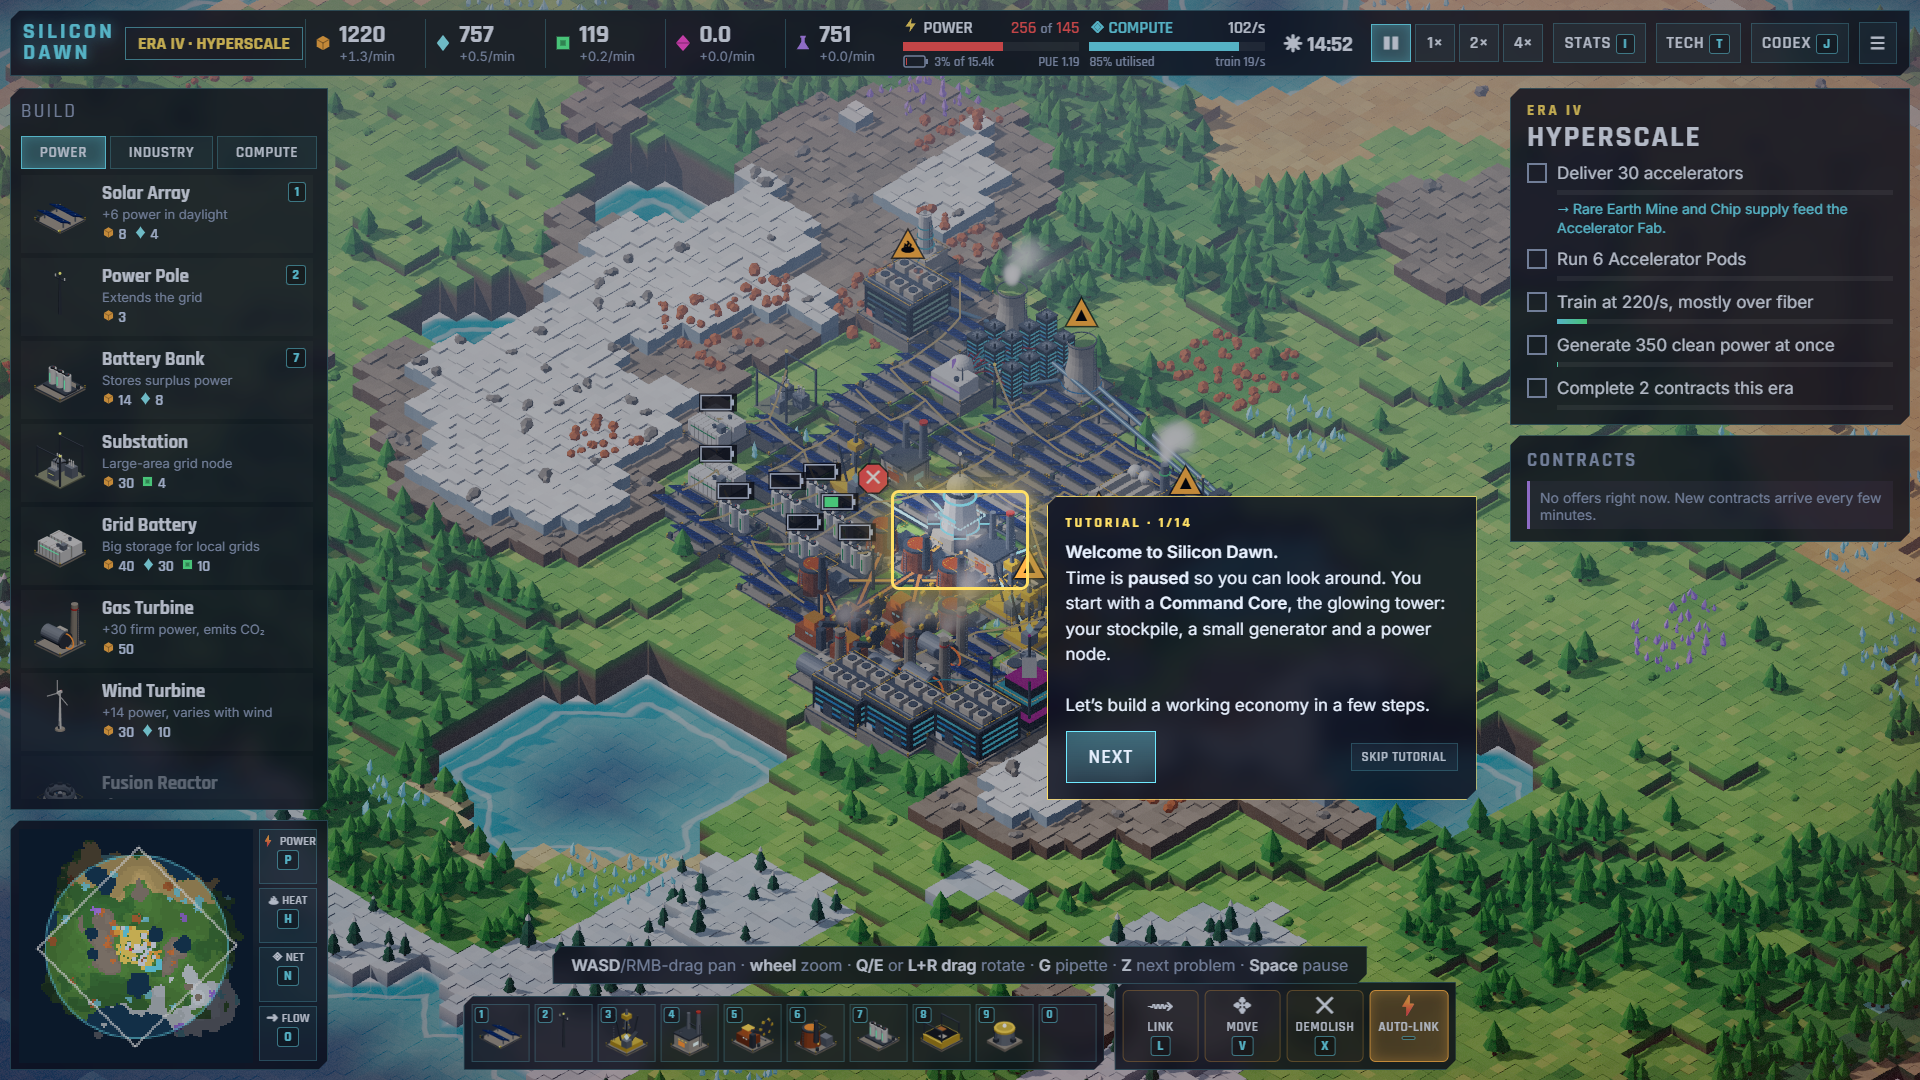 SILICON DAWN
ERA IV · HYPERSCALE
1220
+1.3/min
757
+0.5/min
119
+0.2/min
0.0
+0.0/min
751
+0.0/min
POWER 256 of 145
3% of 15.4k PUE 1.19
COMPUTE 102/s
85% utilised train 19/s
14:52
1×
2×
4×
STATS I
TECH T
CODEX J
BUILD
POWER
INDUSTRY
COMPUTE
Solar Array 1
+6 power in daylight
8 4
Power Pole 2
Extends the grid
3
Battery Bank 7
Stores surplus power
14 8
Substation
Large-area grid node
30 4
Grid Battery
Big storage for local grids
40 30 10
Gas Turbine
+30 firm power, emits CO₂
50
Wind Turbine
+14 power, varies with wind
30 10
Fusion Reactor
ERA IV
HYPERSCALE
Deliver 30 accelerators
→ Rare Earth Mine and Chip supply feed the
Accelerator Fab.
Run 6 Accelerator Pods
Train at 220/s, mostly over fiber
Generate 350 clean power at once
Complete 2 contracts this era
CONTRACTS
No offers right now. New contracts arrive every few
minutes.
TUTORIAL · 1/14
Welcome to Silicon Dawn.
Time is paused so you can look around. You
start with a Command Core, the glowing tower:
your stockpile, a small generator and a power
node.
Let's build a working economy in a few steps.
NEXT
SKIP TUTORIAL
POWER
P
HEAT
H
NET
N
FLOW
O
WASD/RMB-drag pan · wheel zoom · Q/E or L+R drag rotate · G pipette · Z next problem · Space pause
1 2 3 4 5 6 7 8 9 0
LINK
L
MOVE
V
DEMOLISH
X
AUTO-LINK